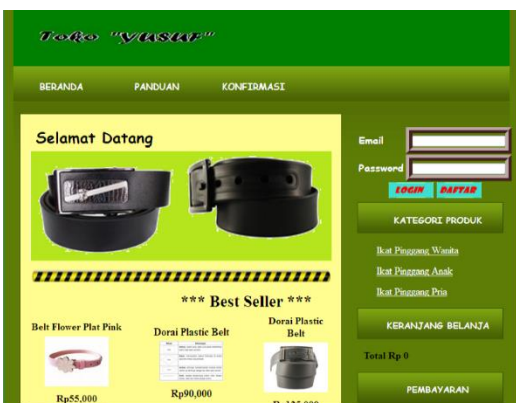 Toko "YUSUF"
BERANDA PANDUAN KONFIRMASI
Selamat Datang
Email
Password
LOGIN DAFTAR
KATEGORI PRODUK
Ikat Pinggang Wanita
Ikat Pinggang Anak
Ikat Pinggang Pria
*** Best Seller ***
Belt Flower Plat Pink
Dorai Plastic Belt
Dorai Plastic
Belt
Rp55,000
Rp90,000
KERANJANG BELANJA
Total Rp 0
PEMBAYARAN